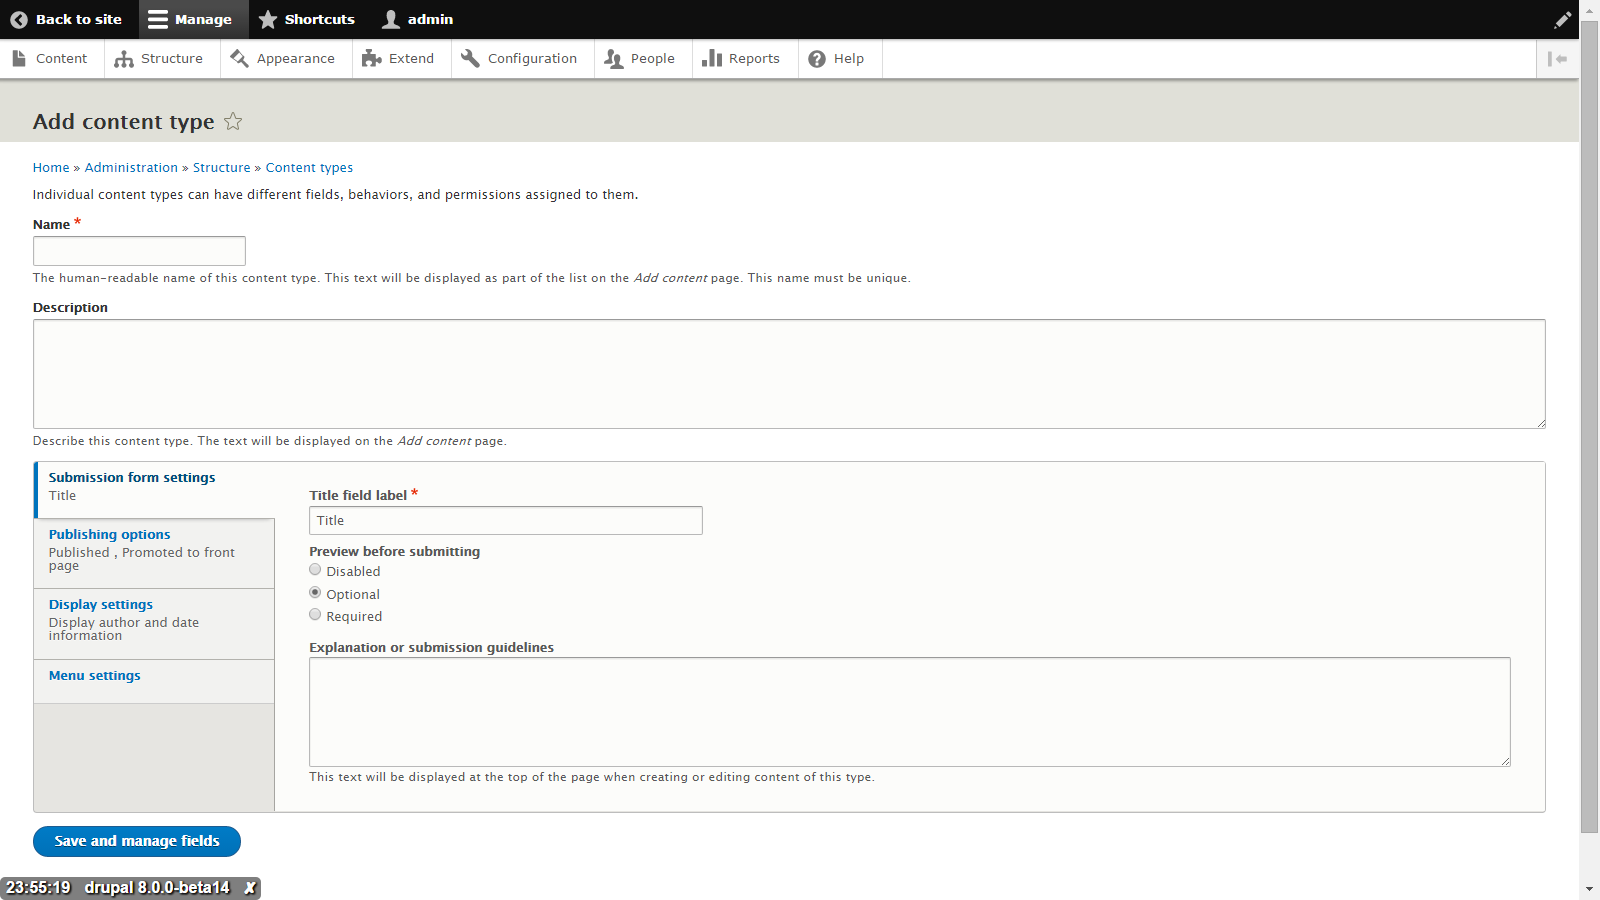 Back to site Manage Shortcuts admin
Content Structure Appearance Extend Configuration People Reports Help
Add content type
Home » Administration » Structure » Content types
Individual content types can have different fields, behaviors, and permissions assigned to them.
Name *
The human-readable name of this content type. This text will be displayed as part of the list on the Add content page. This name must be unique.
Description
Describe this content type. The text will be displayed on the Add content page.
Submission form settings
Title
Publishing options
Published , Promoted to front
page
Display settings
Display author and date
information
Menu settings
Title field label *
Title
Preview before submitting
Disabled
Optional
Required
Explanation or submission guidelines
This text will be displayed at the top of the page when creating or editing content of this type.
Save and manage fields
23:55:19 drupal 8.0.0-beta14 ✘